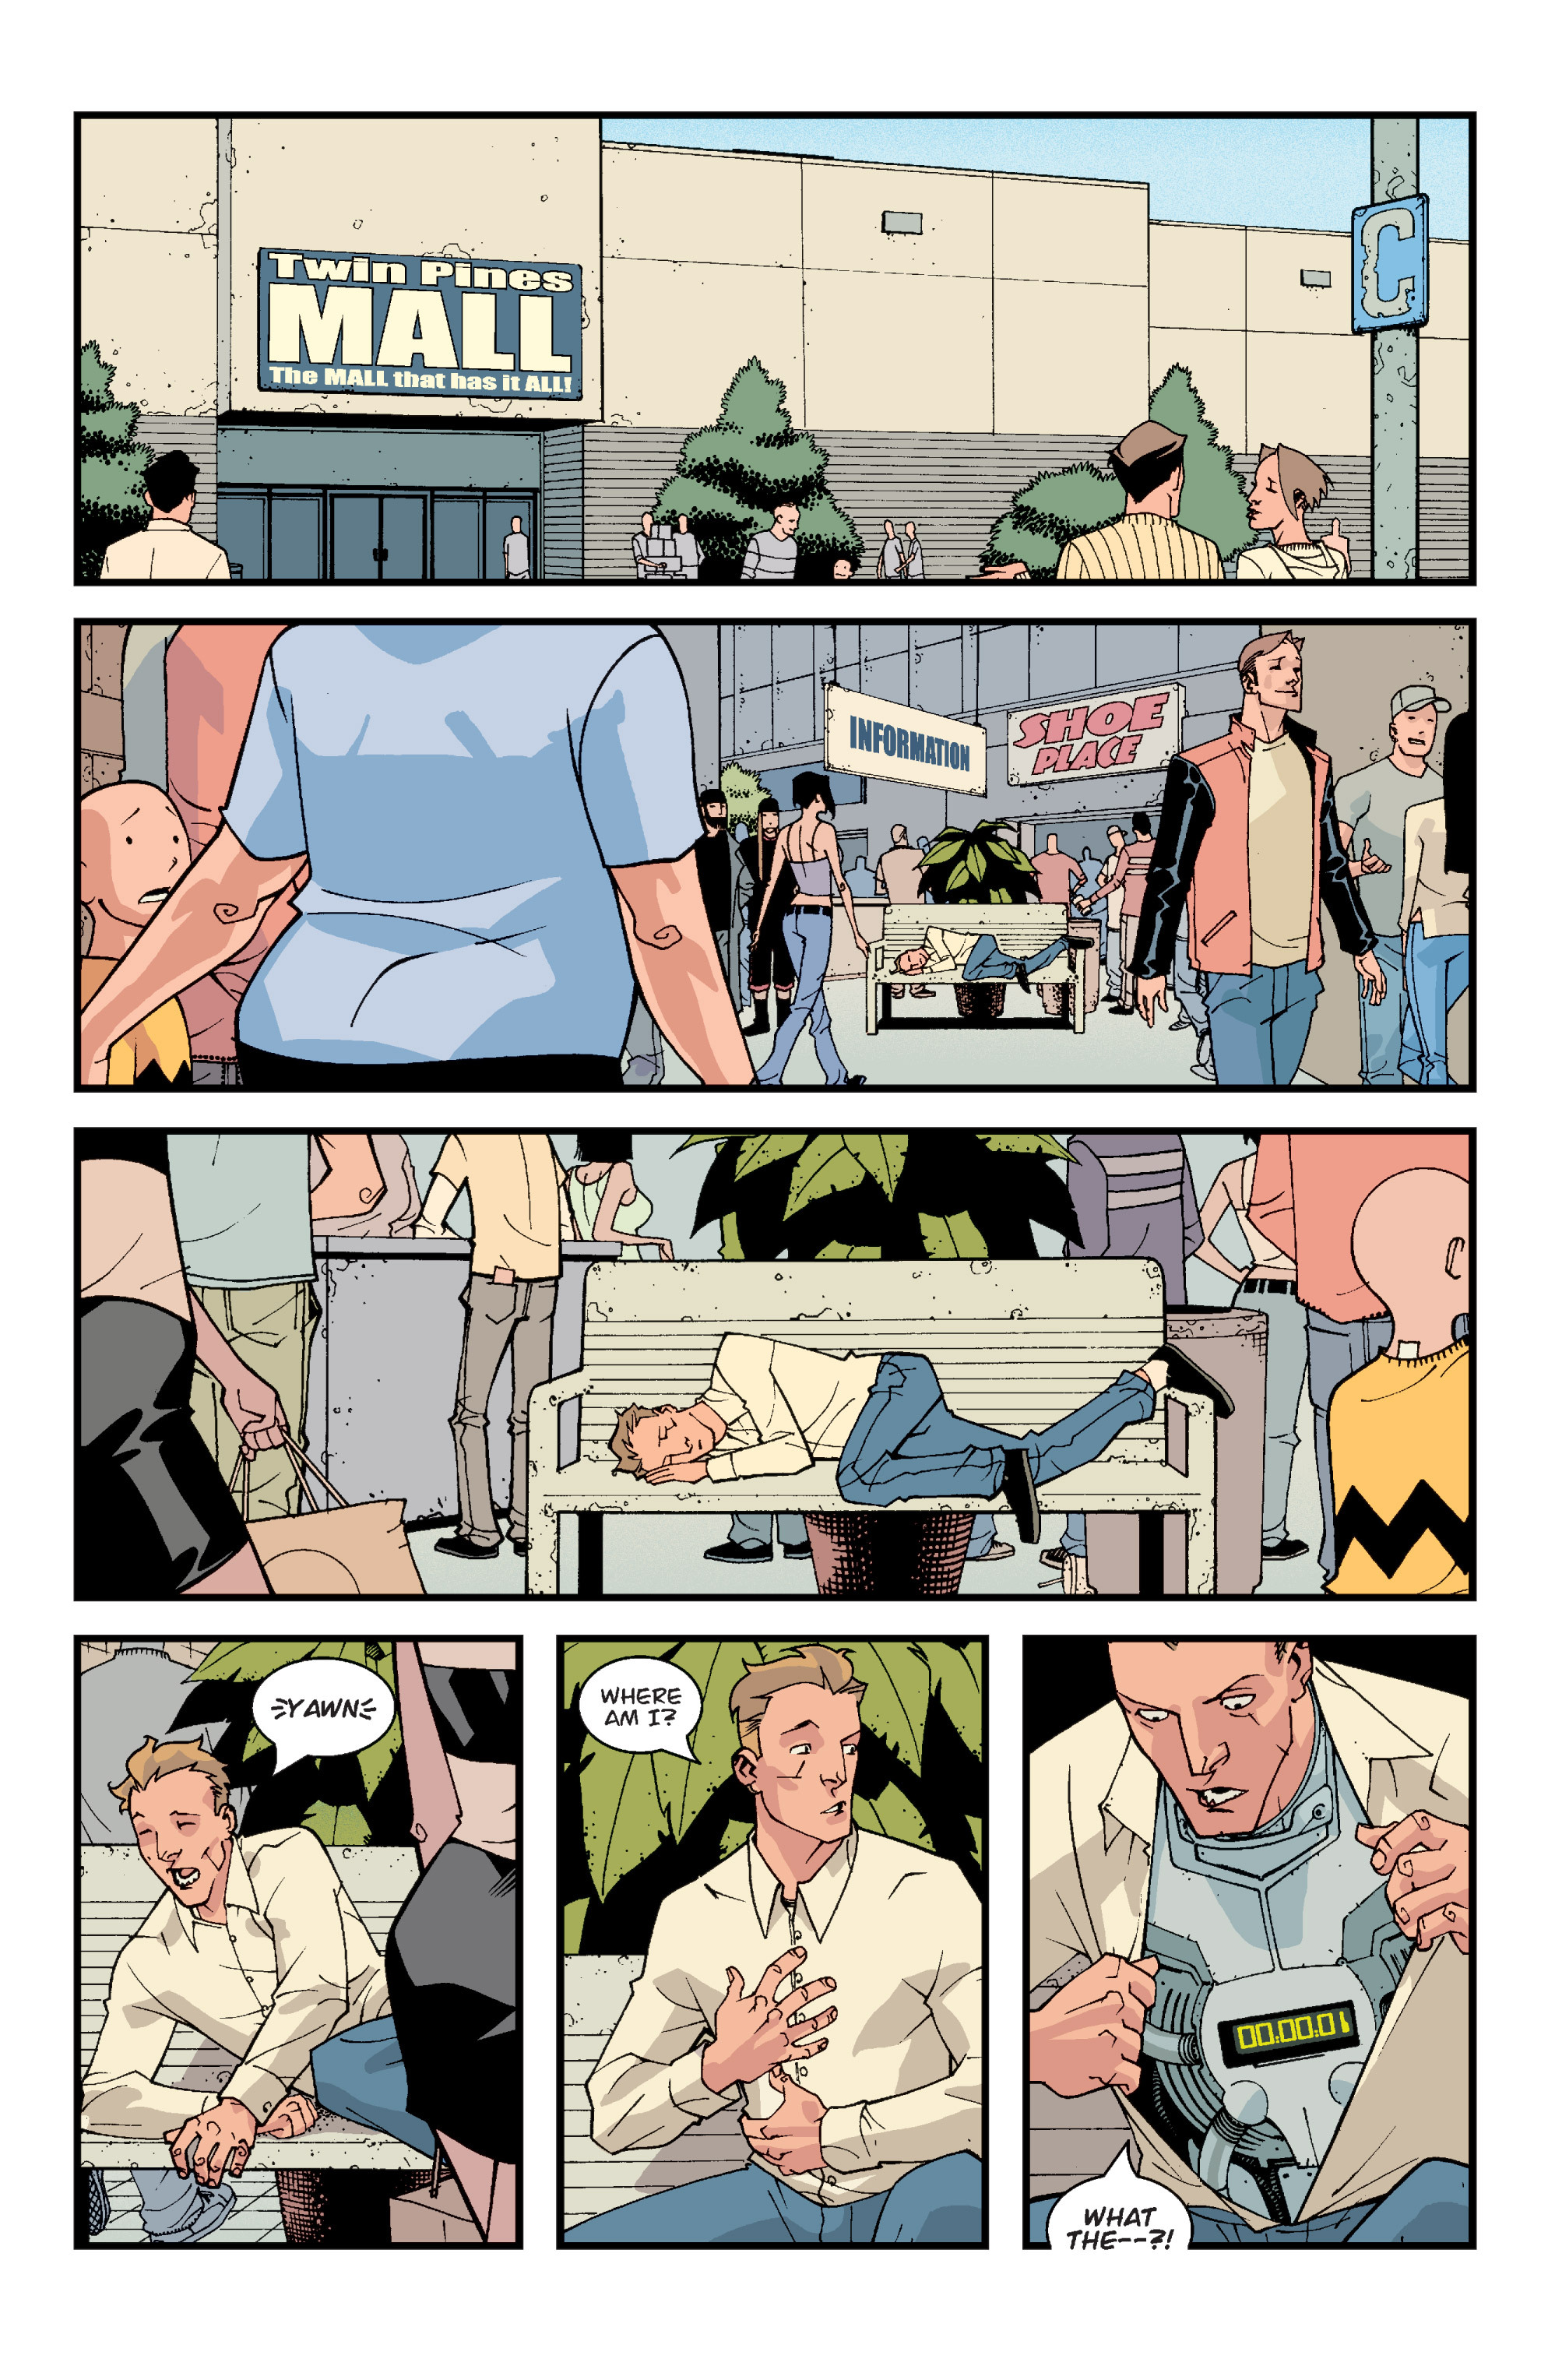 Twin Pines
MALL
The MALL that has it ALL!
C
INFORMATION
SHOE
PLACE
YAWN
WHERE
AM I?
00:00:01
WHAT
THE--?!